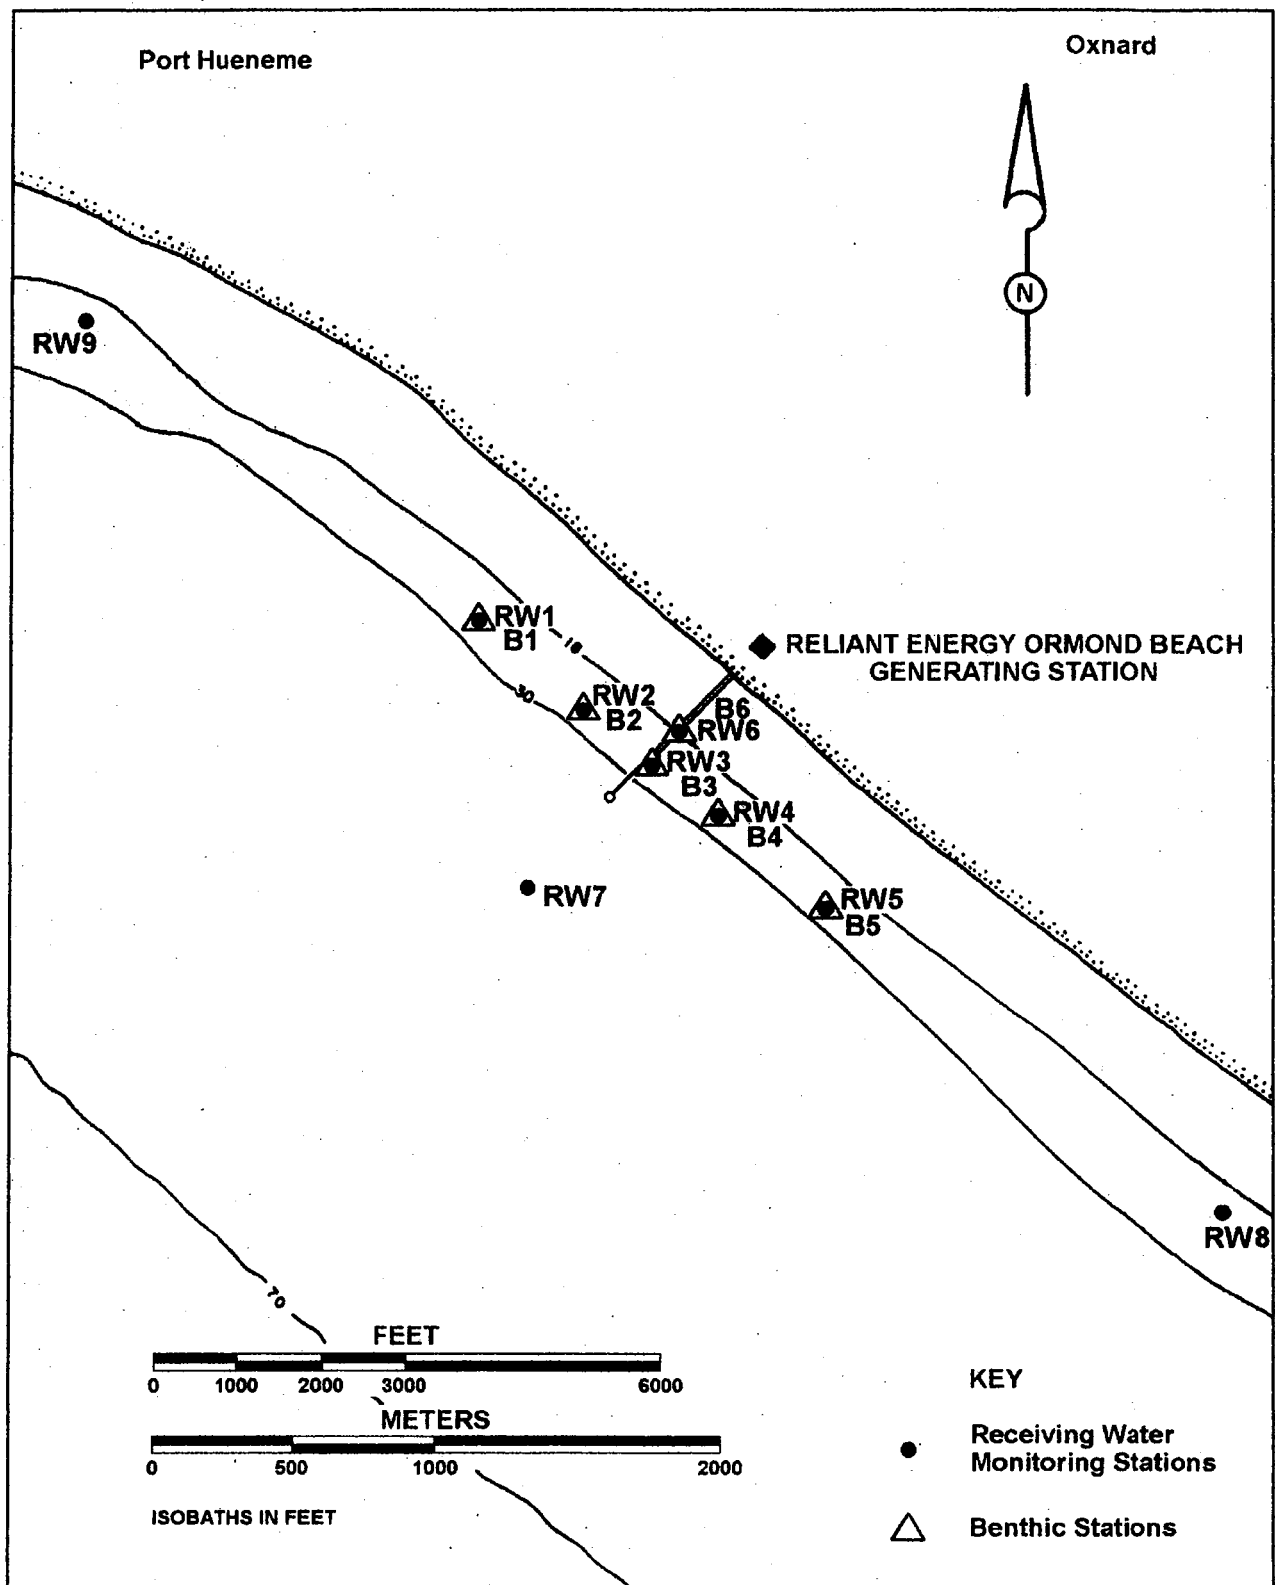 Port Hueneme
Oxnard
N
RW9
RW1
B1
18
RELIANT ENERGY ORMOND BEACH
GENERATING STATION
30
RW2
B2
B6
RW6
RW3
B3
RW4
B4
RW7
RW5
B5
RW8
70
FEET
0 1000 2000 3000 6000
METERS
0 500 1000 2000
ISOBATHS IN FEET
KEY
Receiving Water
Monitoring Stations
Benthic Stations